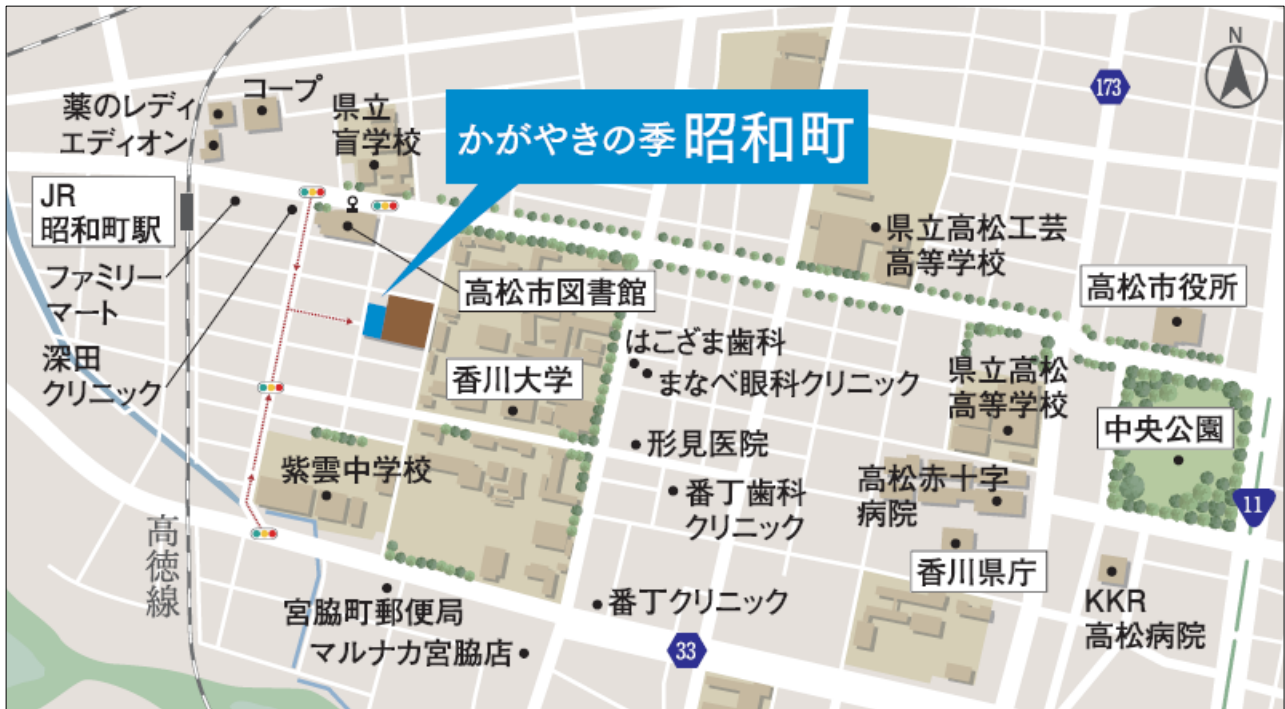 N
173
コープ
薬のレディ
エディオン
県立
盲学校
かがやきの季 昭和町
JR
昭和町駅
県立高松工芸
高等学校
ファミリー
マート
高松市図書館
高松市役所
はこざま歯科
まなべ眼科クリニック
深田
クリニック
香川大学
県立高松
高等学校
中央公園
形見医院
紫雲中学校
番丁歯科
クリニック
高松赤十字
病院
11
高徳線
香川県庁
宮脇町郵便局
番丁クリニック
KKR
高松病院
マルナカ宮脇店
33